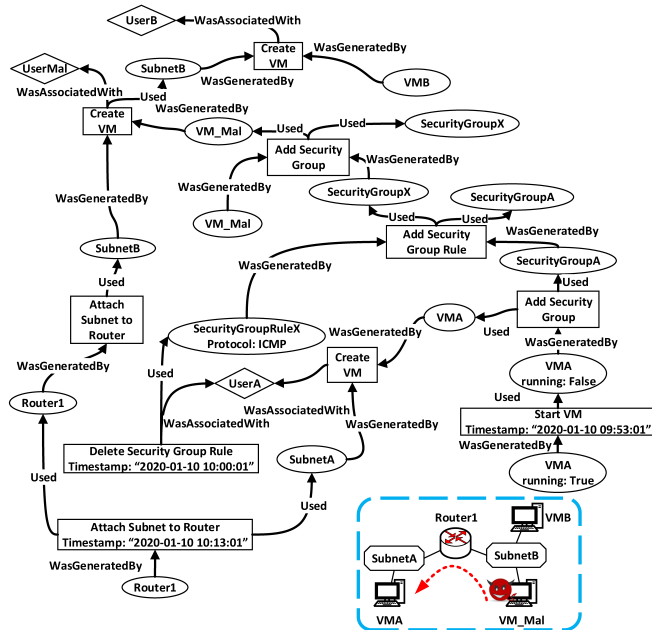 UserB
WasAssociatedWith
Create
VM
WasGeneratedBy
UserMal
SubnetB
WasGeneratedBy
VMB
WasAssociatedWith
Used
WasGeneratedBy
Create
VM
VM_Mal
Used
Used
SecurityGroupX
Add Security
Group
WasGeneratedBy
WasGeneratedBy
WasGeneratedBy
SecurityGroupX
SecurityGroupA
VM_Mal
Used
Used
Add Security
Group Rule
WasGeneratedBy
SubnetB
WasGeneratedBy
SecurityGroupA
Used
Used
Attach
Subnet to
Router
Add Security
Group
VMA
Used
SecurityGroupRuleX
Protocol: ICMP
WasGeneratedBy
WasGeneratedBy
Create
VM
WasGeneratedBy
VMA
running: False
Used
UserA
Router1
WasAssociatedWith
WasAssociatedWith
Used
Start VM
Timestamp: “2020-01-10 09:53:01”
WasGeneratedBy
WasGeneratedBy
Delete Security Group Rule
Timestamp: “2020-01-10 10:00:01”
SubnetA
VMA
running: True
Used
Used
Attach Subnet to Router
Timestamp: “2020-01-10 10:13:01”
WasGeneratedBy
Router1
Router1
VMB
SubnetA
SubnetB
VMA
VM_Mal